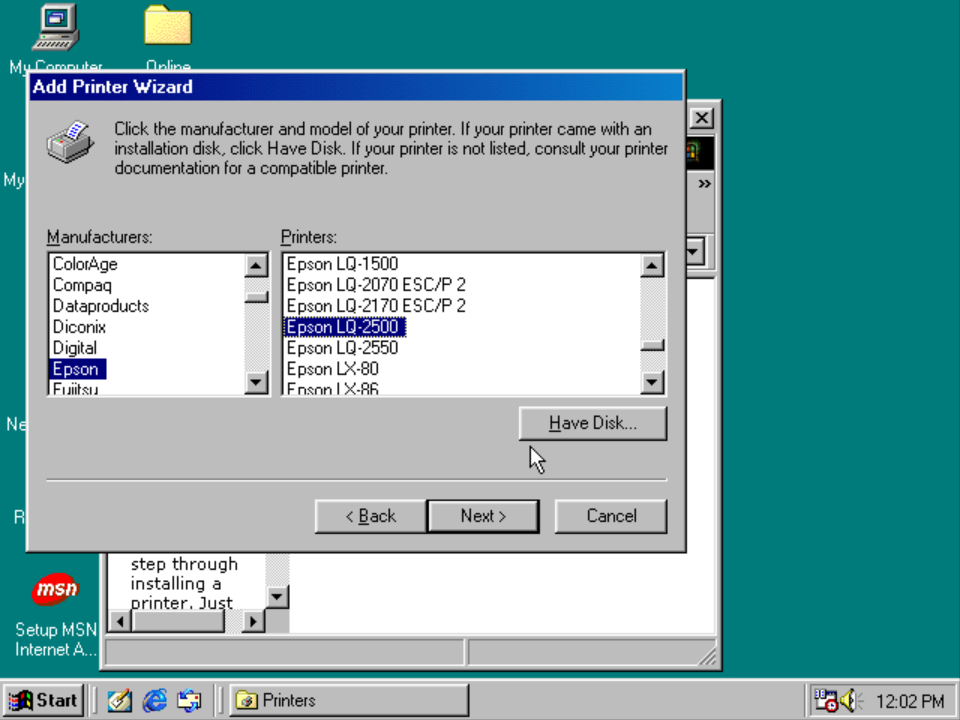 My Computer
Online
Add Printer Wizard
Click the manufacturer and model of your printer. If your printer came with an
installation disk, click Have Disk. If your printer is not listed, consult your printer
documentation for a compatible printer.
My
»
Manufacturers:
Printers:
ColorAge
Compaq
Dataproducts
Diconix
Digital
Epson
Fujitsu
Epson LQ-1500
Epson LQ-2070 ESC/P 2
Epson LQ-2170 ESC/P 2
Epson LQ-2500
Epson LQ-2550
Epson LX-80
Epson LX-86
Ne
Have Disk...
R
< Back
Next >
Cancel
step through
installing a
printer. Just
msn
Setup MSN
Internet A...
Start
Printers
12:02 PM